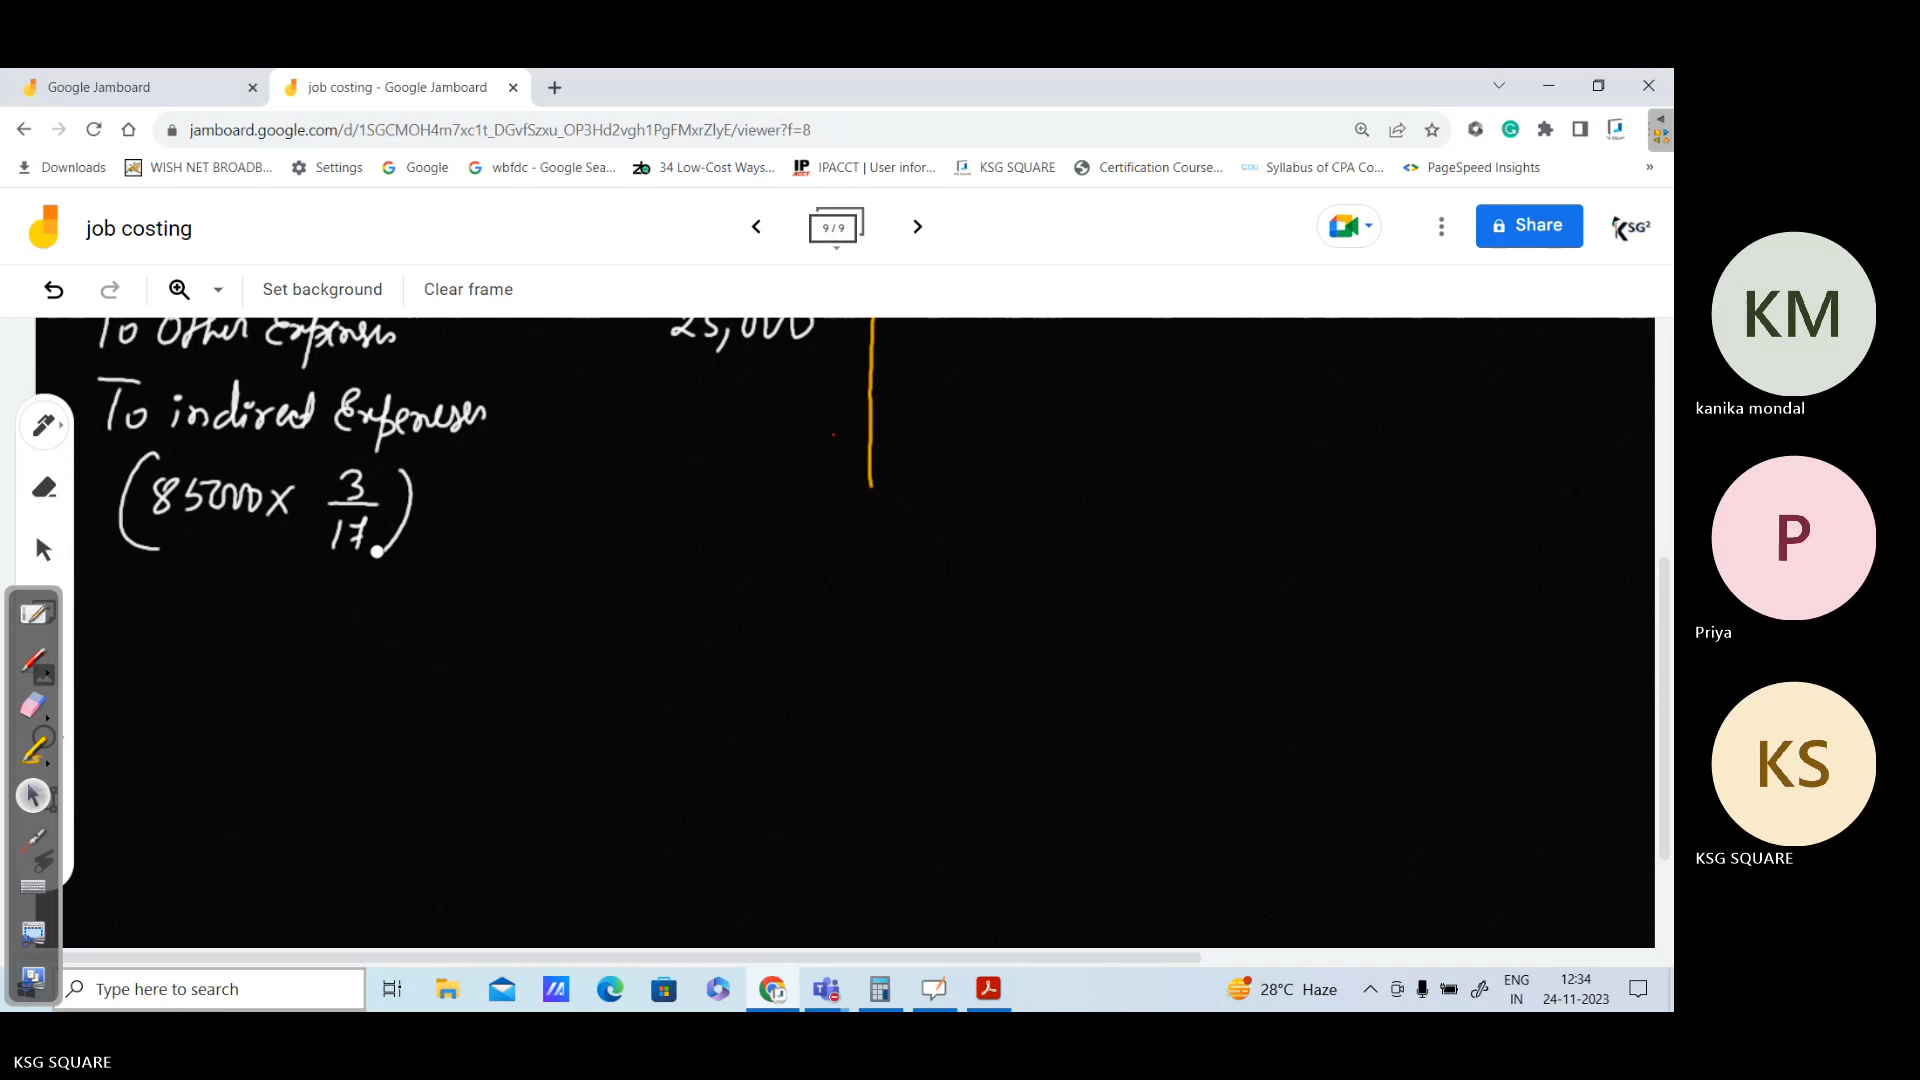 Google Jamboard
job costing - Google Jamboard
jamboard.google.com/d/1SGCMOH4m7xc1t_DGvfSzxu_OP3Hd2vgh1PgFMxrZlyE/viewer?f=8
Downloads WISH NET BROADB... Settings Google wbfdc - Google Sea... 34 Low-Cost Ways... IPACCT | User infor... KSG SQUARE Certification Course... Syllabus of CPA Co... PageSpeed Insights »
job costing
9 / 9
Share
KSG²
Set background Clear frame
To Other Expenses 25,000
To indirect Expenses
(85000 x 3/17)
KM
kanika mondal
P
Priya
KS
KSG SQUARE
Type here to search
28°C Haze
ENG
IN
12:34
24-11-2023
KSG SQUARE